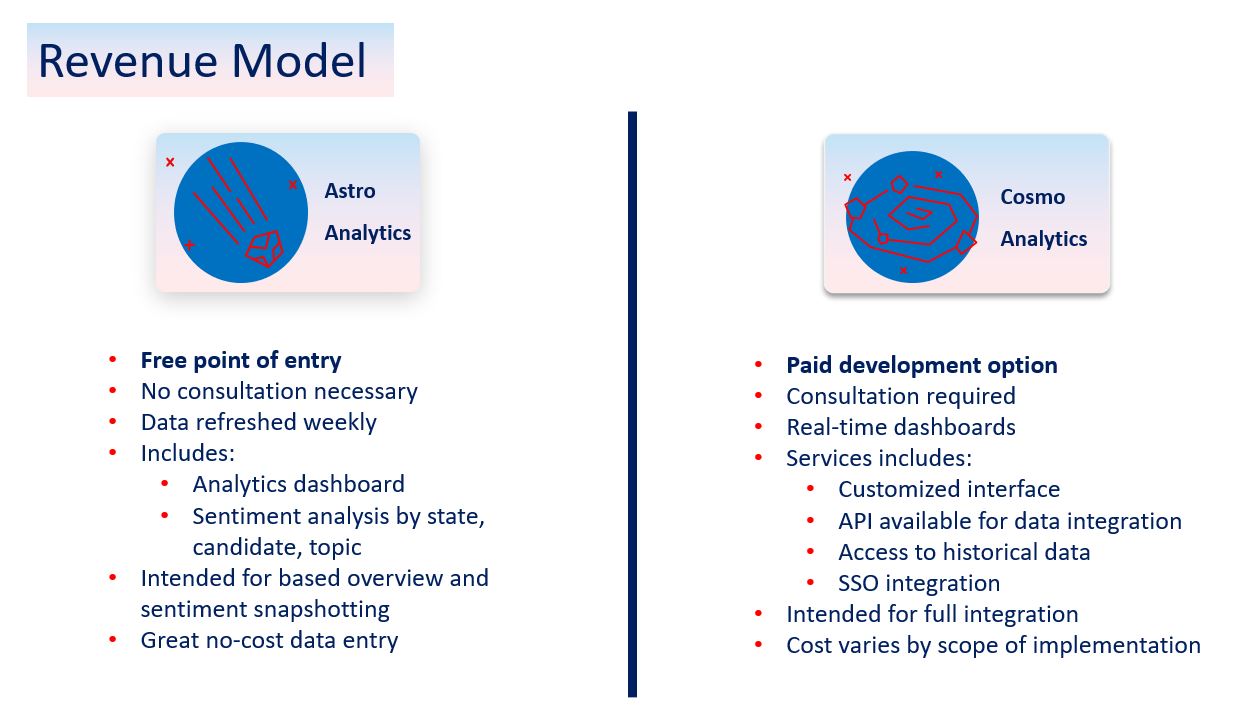 Revenue Model
Astro
Analytics
• Free point of entry
• No consultation necessary
• Data refreshed weekly
• Includes:
• Analytics dashboard
• Sentiment analysis by state,
candidate, topic
• Intended for based overview and
sentiment snapshotting
• Great no-cost data entry
Cosmo
Analytics
• Paid development option
• Consultation required
• Real-time dashboards
• Services includes:
• Customized interface
• API available for data integration
• Access to historical data
• SSO integration
• Intended for full integration
• Cost varies by scope of implementation